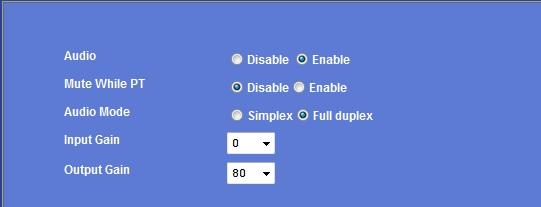 Audio Disable Enable
Mute While PT Disable Enable
Audio Mode Simplex Full duplex
Input Gain 0
Output Gain 80